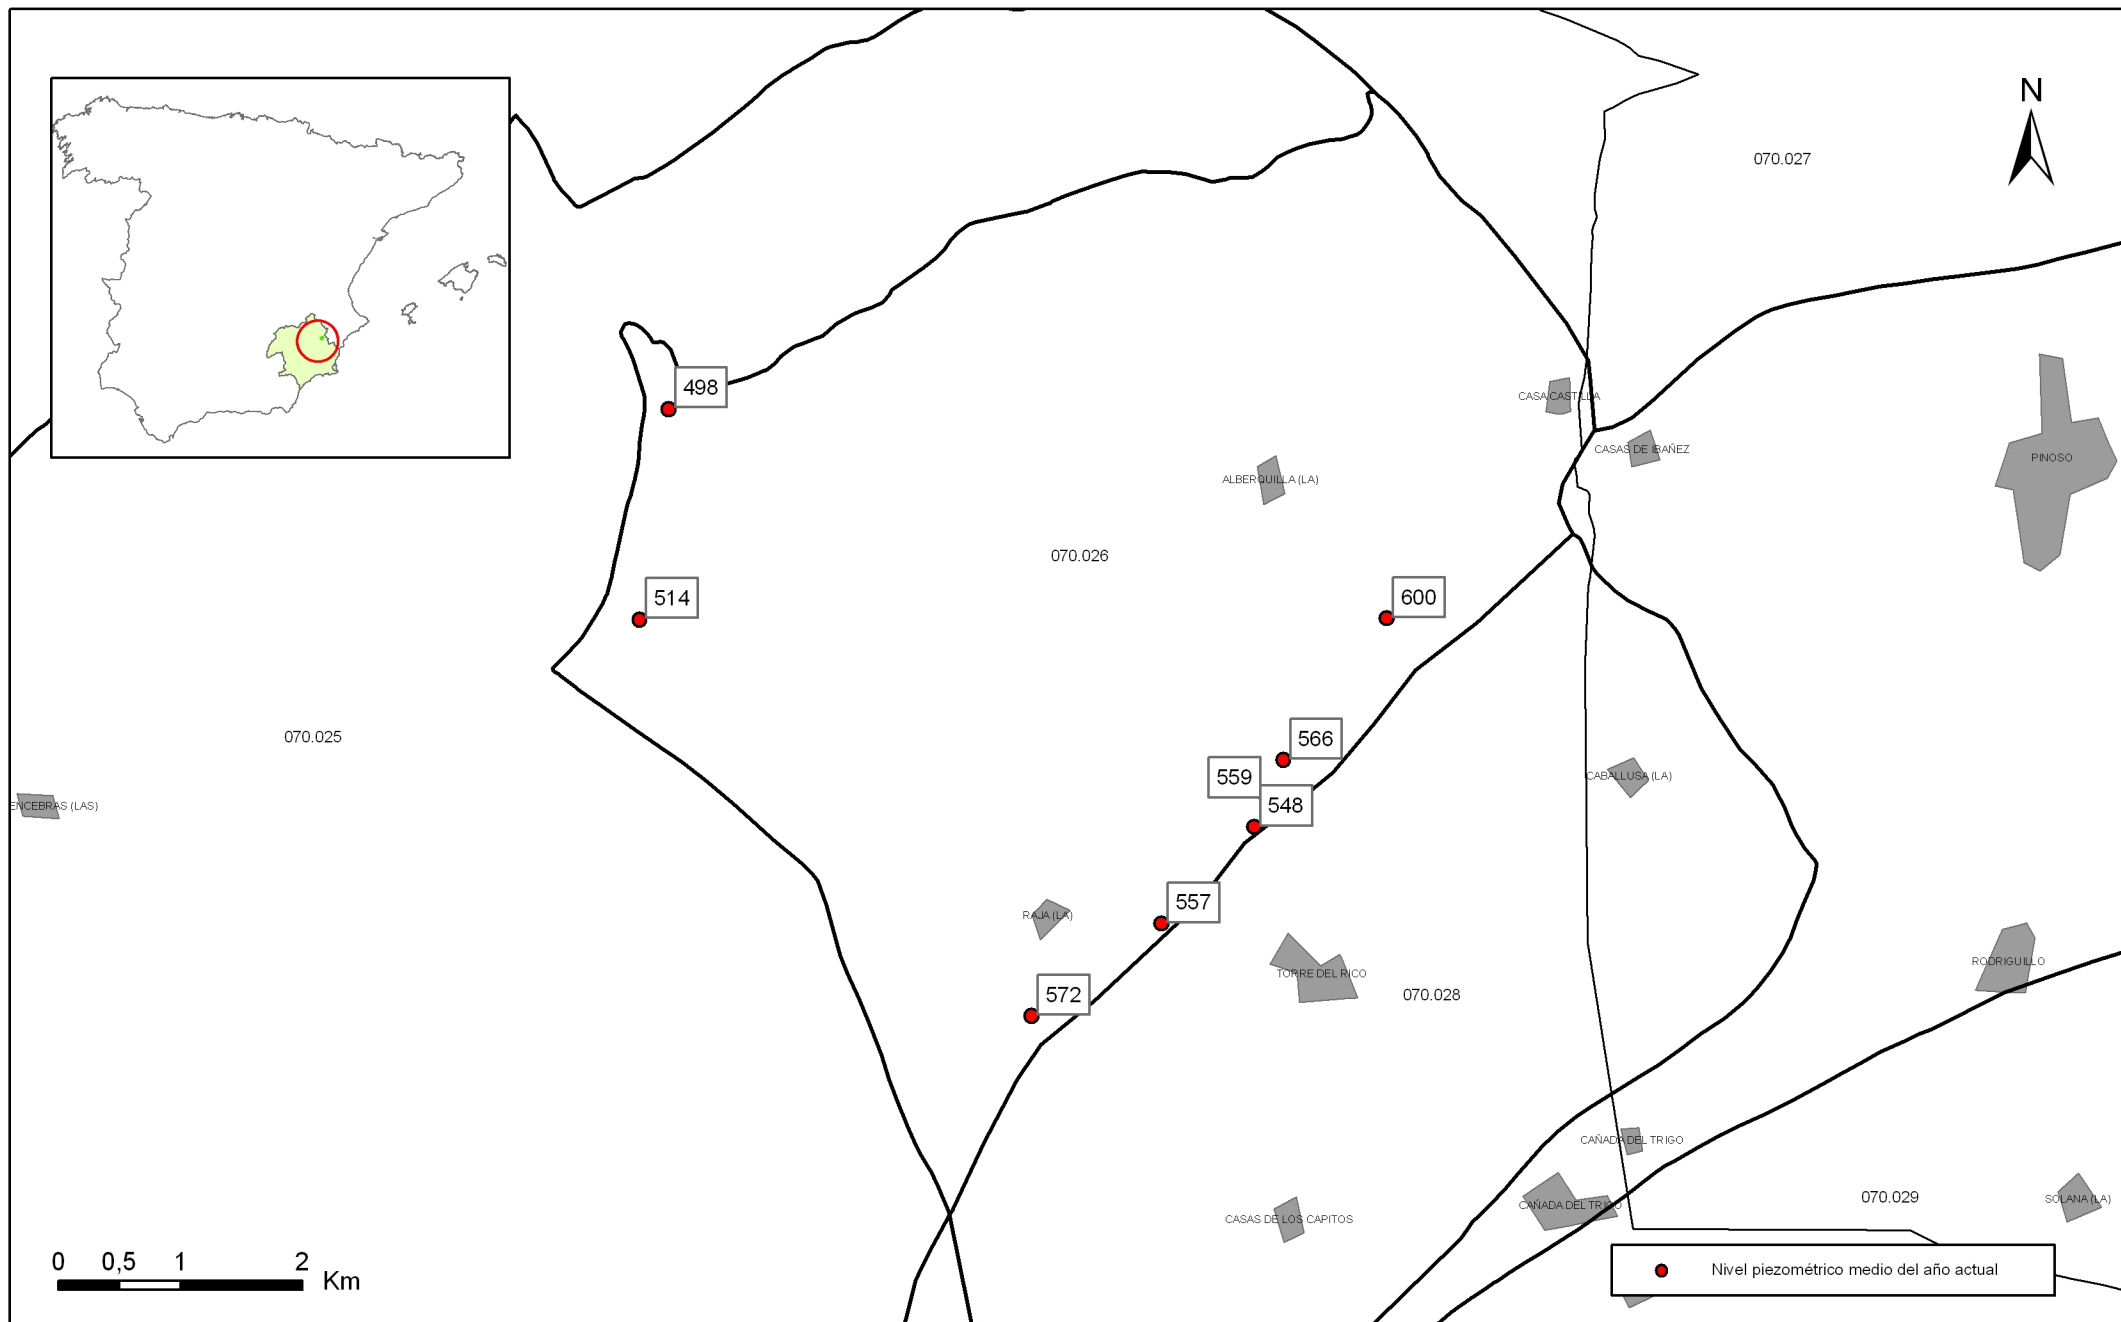 N
070.027
498
CASA CASTILLA
CASAS DE IBAÑEZ
PINOSO
ALBERQUILLA (LA)
070.026
514
600
070.025
566
559
548
CABALLUSA (LA)
ENCEBRAS (LAS)
557
RAJA (LA)
TORRE DEL RICO
RODRIGUILLO
572
070.028
CAÑADA DEL TRIGO
CAÑADA DEL TRIGO
070.029
SOLANA (LA)
CASAS DE LOS CAPITOS
0 0,5 1 2
Km
Nivel piezométrico medio del año actual